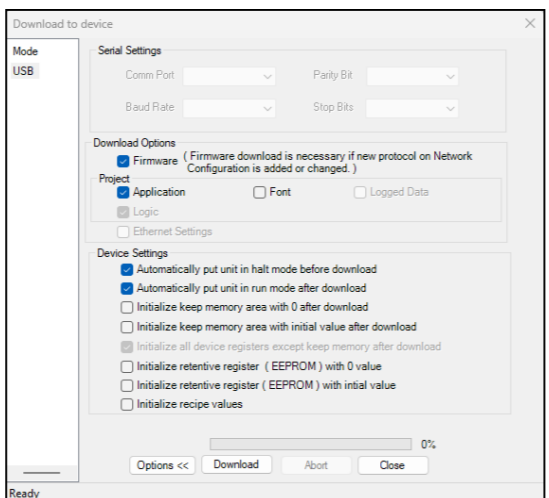 Download to device
Mode
USB
Serial Settings
Comm Port
Parity Bit
Baud Rate
Stop Bits
Download Options
Firmware ( Firmware download is necessary if new protocol on Network
Configuration is added or changed. )
Project
Application
Font
Logged Data
Logic
Ethernet Settings
Device Settings
Automatically put unit in halt mode before download
Automatically put unit in run mode after download
Initialize keep memory area with 0 after download
Initialize keep memory area with initial value after download
Initialize all device registers except keep memory after download
Initialize retentive register ( EEPROM ) with 0 value
Initialize retentive register ( EEPROM ) with intial value
Initialize recipe values
0%
Options <<
Download
Abort
Close
Ready